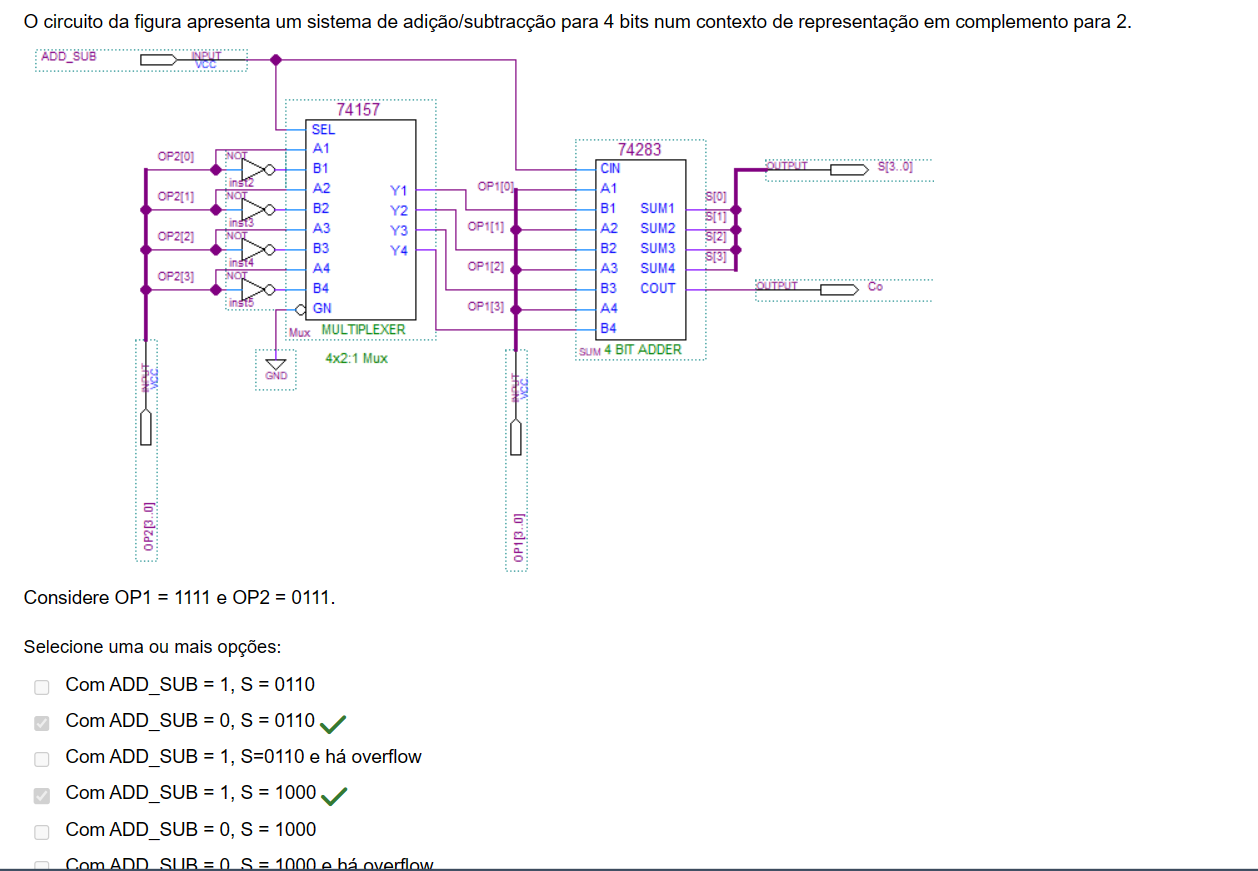 O circuito da figura apresenta um sistema de adição/subtracção para 4 bits num contexto de representação em complemento para 2.
ADD_SUB
INPUT
VCC
74157
SEL
A1
B1
A2
B2
A3
B3
A4
B4
GN
Y1
Y2
Y3
Y4
OP2[0]
OP2[1]
OP2[2]
OP2[3]
NOT
inst2
NOT
inst3
NOT
inst4
NOT
inst5
Mux MULTIPLEXER
4x2:1 Mux
GND
INPUT
VCC
OP2[3..0]
74283
CIN
A1
B1
A2
B2
A3
B3
A4
B4
SUM1
SUM2
SUM3
SUM4
COUT
OP1[0]
OP1[1]
OP1[2]
OP1[3]
SUM 4 BIT ADDER
INPUT
VCC
OP1[3..0]
S[0]
S[1]
S[2]
S[3]
OUTPUT
S[3..0]
OUTPUT
Co
Considere OP1 = 1111 e OP2 = 0111.
Selecione uma ou mais opções:
Com ADD_SUB = 1, S = 0110
Com ADD_SUB = 0, S = 0110
Com ADD_SUB = 1, S=0110 e há overflow
Com ADD_SUB = 1, S = 1000
Com ADD_SUB = 0, S = 1000
Com ADD_SUB = 0, S = 1000 e há overflow